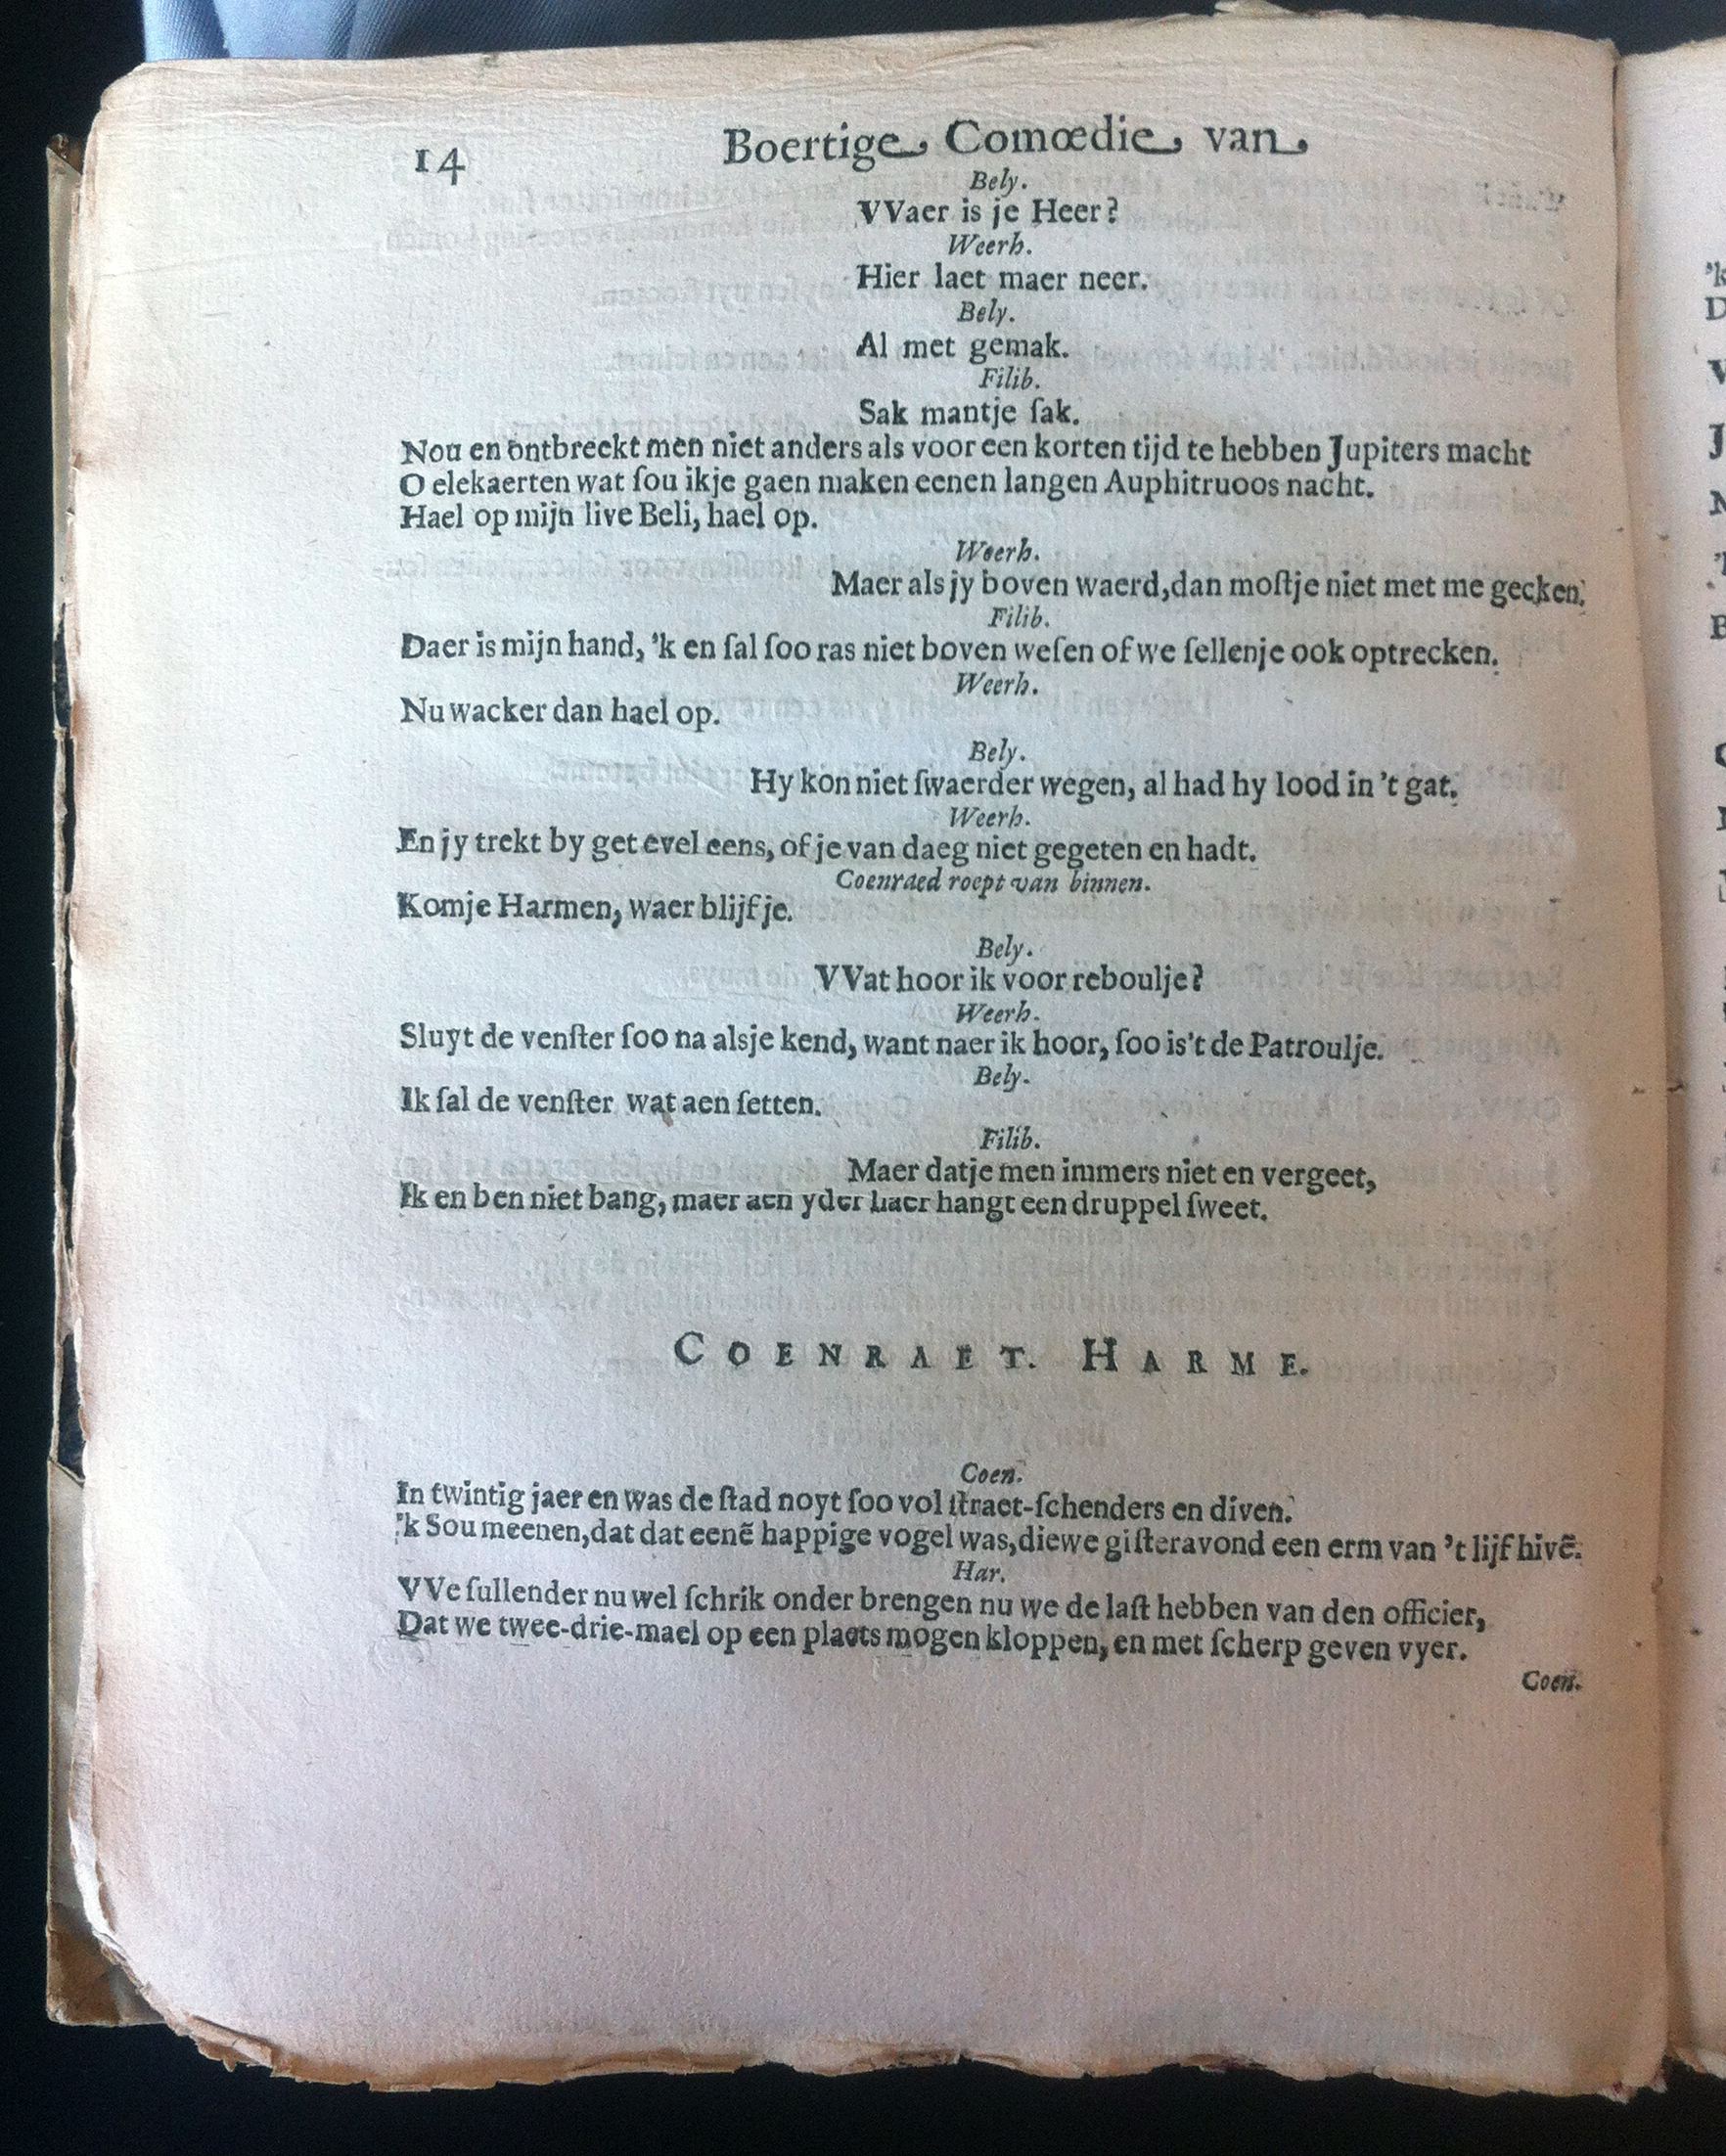 14 Boertige Comœdie van
Bely.
VVaer is je Heer?
Weerh.
Hier laet maer neer.
Bely.
Al met gemak.
Filib.
Sak mantje ſak.
Nou en ontbreekt men niet anders als voor een korten tijd te hebben Jupiters macht
O elekaerten wat ſou ikje gaen maken eenen langen Auphitruoos nacht.
Hael op mijn live Beli, hael op.
Weerh.
Maer als jy boven waerd, dan moſtje niet met me gecken.
Filib.
Daer is mijn hand, 'k en ſal ſoo ras niet boven weſen of we ſellenje ook optrecken.
Weerh.
Nu wacker dan hael op.
Bely.
Hy kon niet ſwaerder wegen, al had hy lood in 't gat.
Weerh.
En jy trekt by get evel eens, of je van daeg niet gegeten en hadt.
Coenraed roept van binnen.
Komje Harmen, waer blijf je.
Bely.
VVat hoor ik voor reboulje?
Weerh.
Sluyt de venſter ſoo na alsje kend, want naer ik hoor, ſoo is't de Patroulje.
Bely.
Ik ſal de venſter wat aen ſetten.
Filib.
Maer datje men immers niet en vergeet,
Ik en ben niet bang, maer aen yder haer hangt een druppel ſweet.
COENRAET. HARME.
Coen.
In twintig jaer en was de ſtad noyt ſoo vol ſtraet-ſchenders en diven.
'k Sou meenen, dat dat eenẽ happige vogel was, diewe giſteravond een erm van 't lijf hivẽ.
Har.
VVe ſullender nu wel ſchrik onder brengen nu we de laſt hebben van den officier,
Dat we twee-drie-mael op een plaets mogen kloppen, en met ſcherp geven vyer.
Coen.